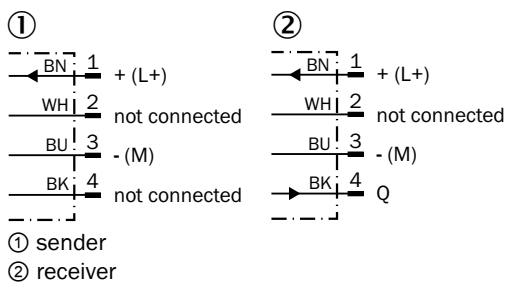 ① ②
BN 1 + (L+) BN 1 + (L+)
WH 2 not connected WH 2 not connected
BU 3 - (M) BU 3 - (M)
BK 4 not connected BK 4 Q
① sender
② receiver